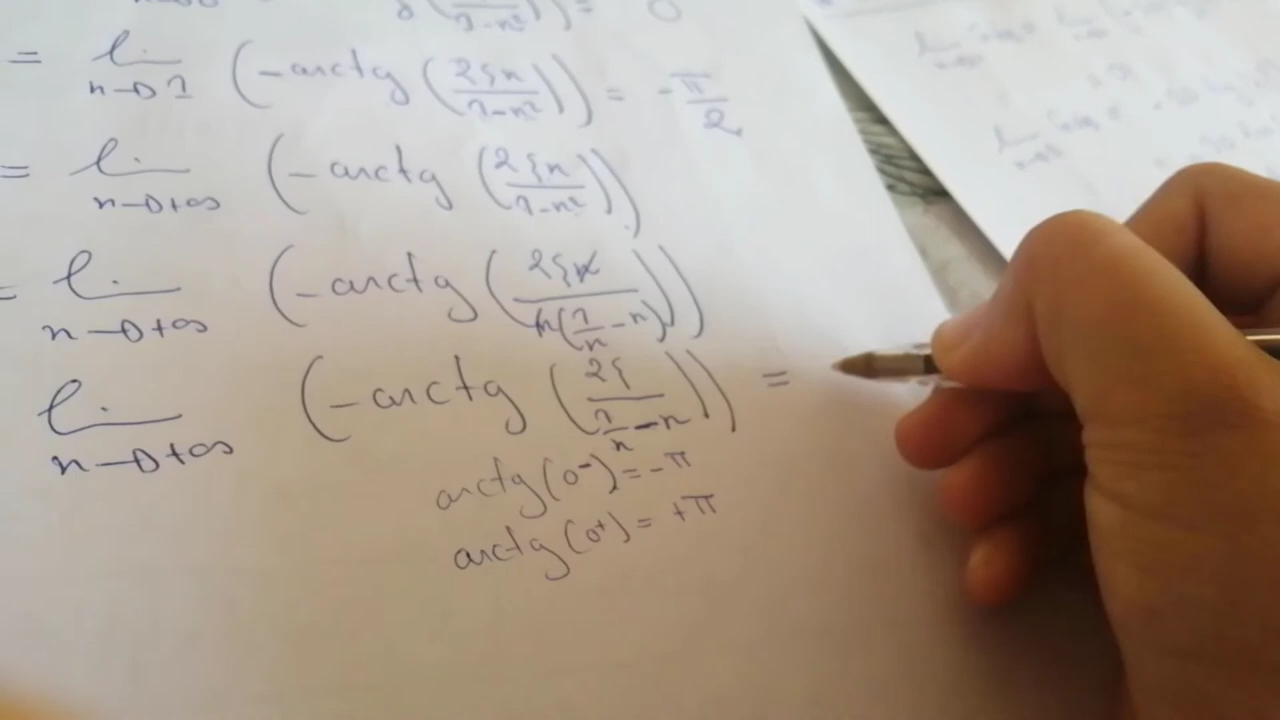 = lim n→1 (-arctg (2ξn/1-n²)) = -π/2
= lim n→+∞ (-arctg (2ξn/1-n²))
= lim n→+∞ (-arctg (2ξn/n(1/n-n)))
lim n→+∞ (-arctg (2ξ/1/n-n)) =
arctg(0⁻)=-π
arctg(0⁺)=+π